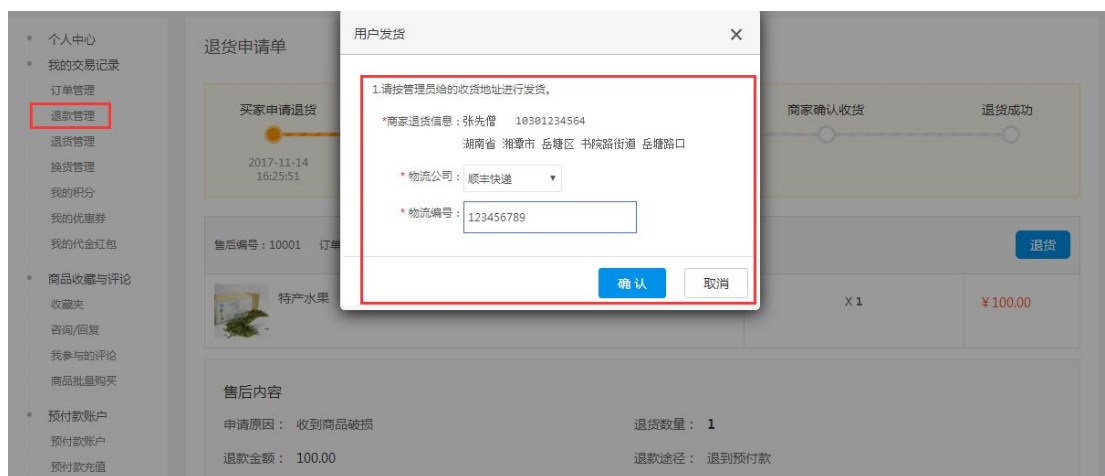 个人中心
我的交易记录
订单管理
退款管理
退货管理
换货管理
我的积分
我的优惠券
我的代金红包
商品收藏与评论
收藏夹
咨询/回复
我参与的评论
商品批量购买
预付款账户
预付款账户
预付款充值
退货申请单
买家申请退货
2017-11-14
16:25:51
商家确认收货
退货成功
用户发货
1.请按管理员给的收货地址进行发货。
*商家退货信息：张先僧 10301234564
湖南省 湘潭市 岳塘区 书院路街道 岳塘路口
*物流公司： 顺丰快递
*物流编号： 123456789
确认 取消
售后编号：10001 订单
退货
特产水果 X 1 ¥100.00
售后内容
申请原因： 收到商品破损 退货数量： 1
退款金额： 100.00 退款途径： 退到预付款